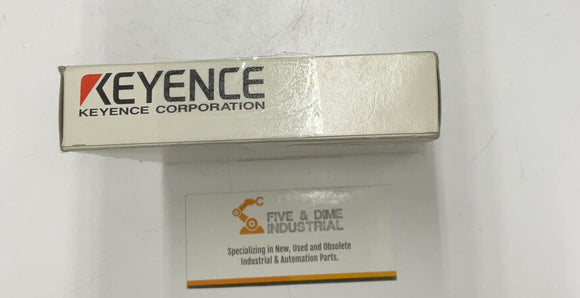 KEYENCE
KEYENCE CORPORATION
FIVE & DIME
INDUSTRIAL
Specializing in New, Used and Obsolete
Industrial & Automation Parts.